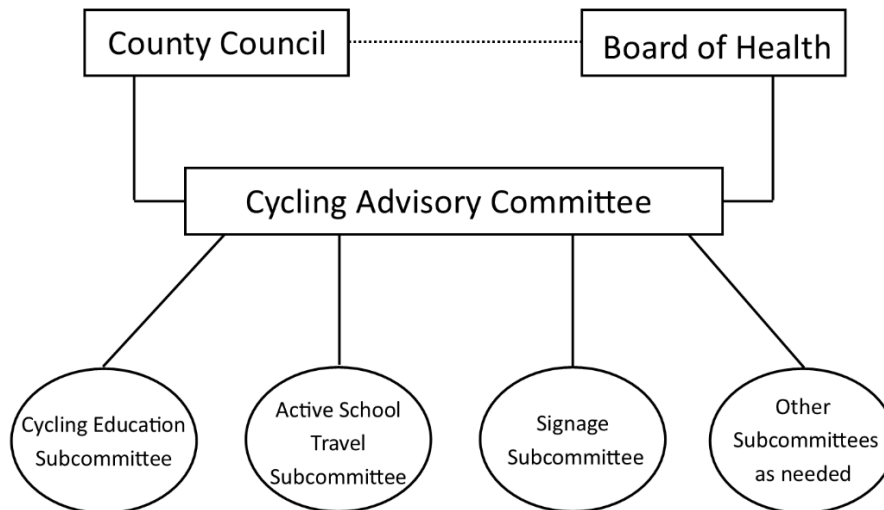 County Council
Board of Health
Cycling Advisory Committee
Cycling Education
Subcommittee
Active School
Travel
Subcommittee
Signage
Subcommittee
Other
Subcommittees
as needed